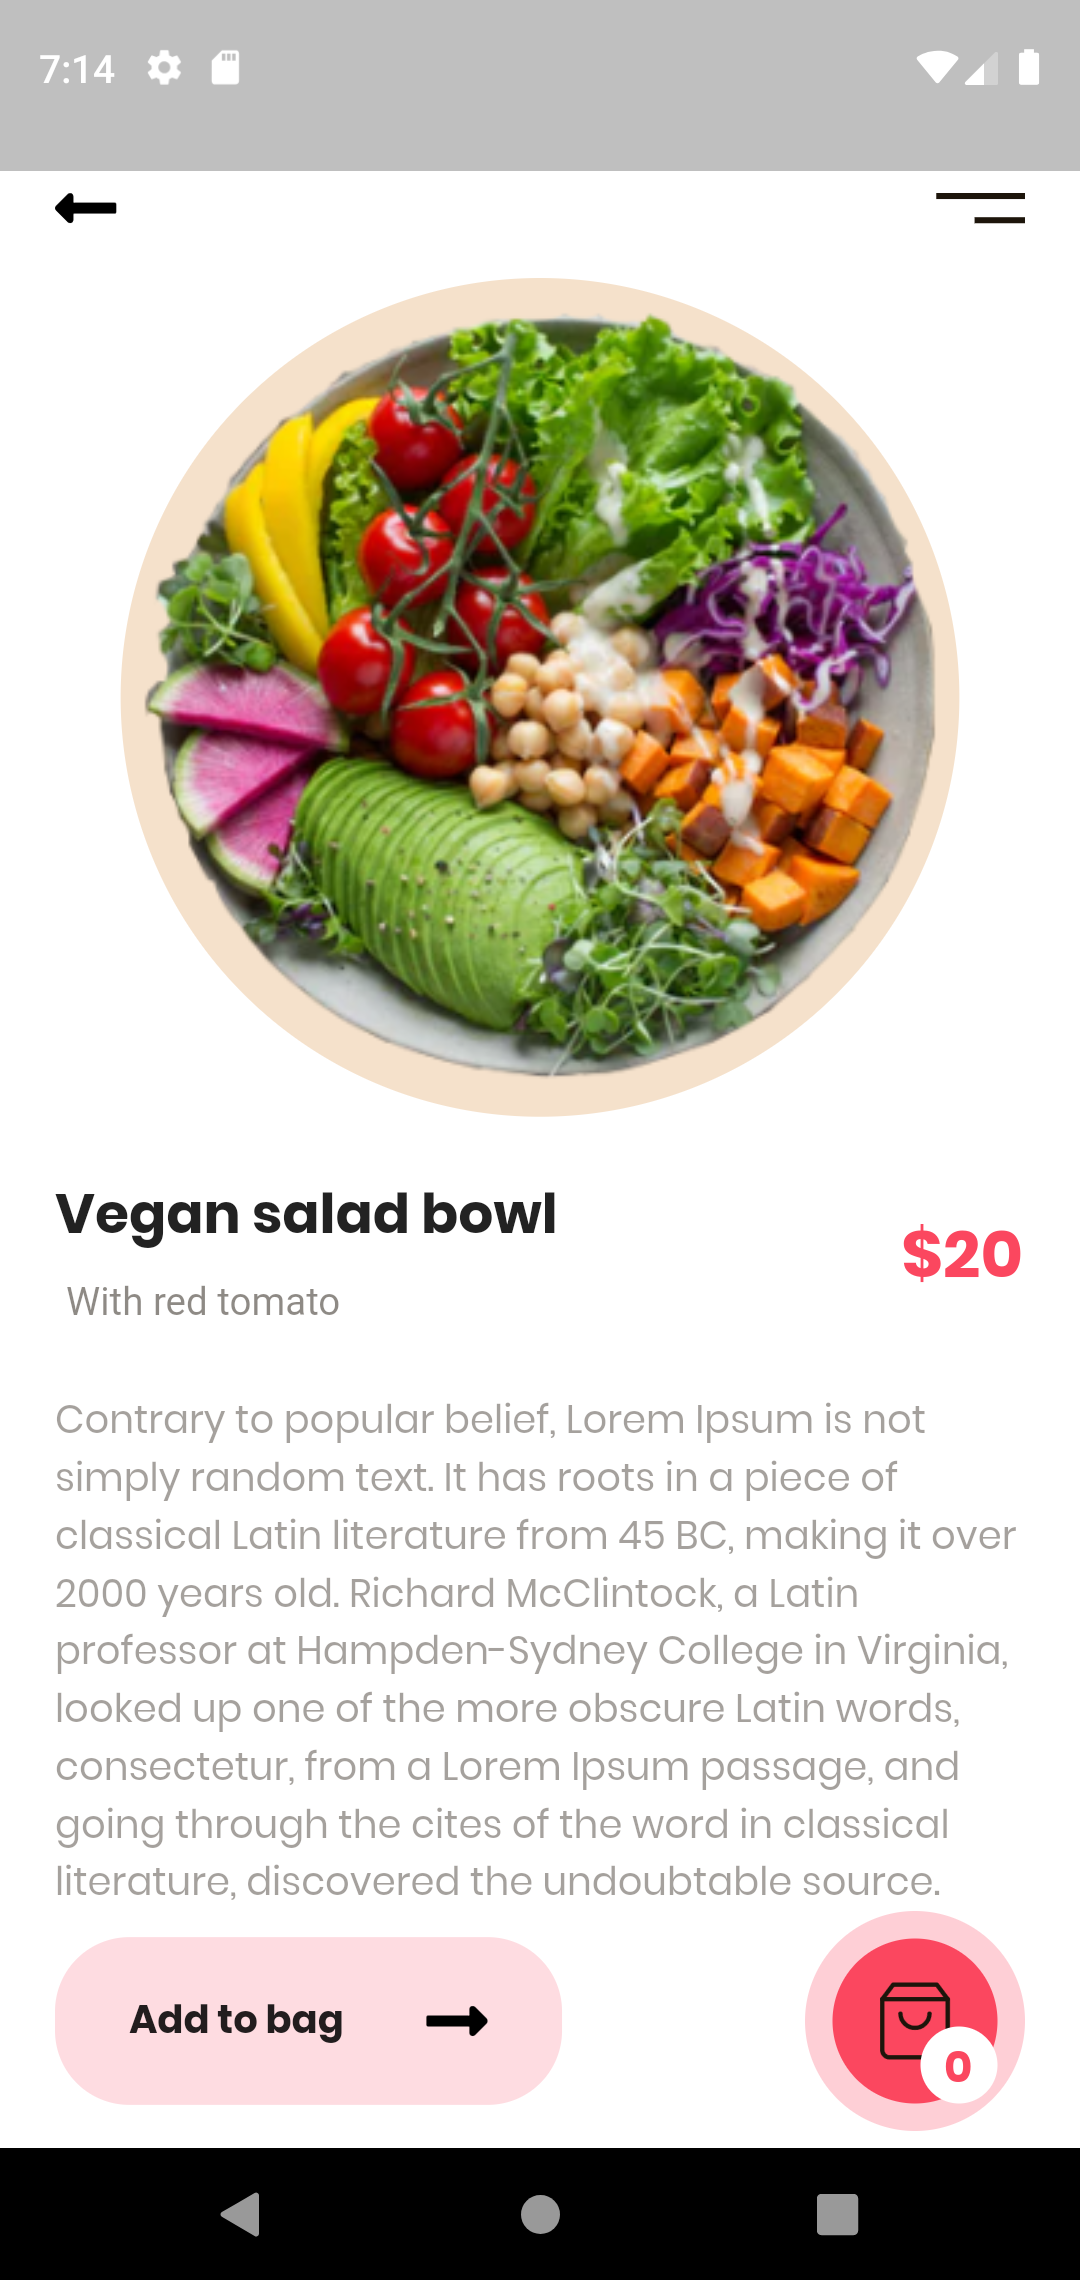 7:14
Vegan salad bowl
$20
With red tomato
Contrary to popular belief, Lorem Ipsum is not
simply random text. It has roots in a piece of
classical Latin literature from 45 BC, making it over
2000 years old. Richard McClintock, a Latin
professor at Hampden-Sydney College in Virginia,
looked up one of the more obscure Latin words,
consectetur, from a Lorem Ipsum passage, and
going through the cites of the word in classical
literature, discovered the undoubtable source.
Add to bag
0